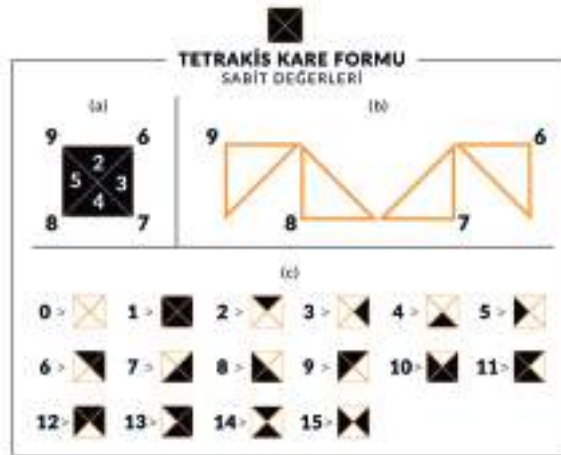 TETRAKİS KARE FORMU
SABİT DEĞERLERİ
(a)
(b)
9 6
2
5 3
4
8 7
9 6
8 7
(c)
0 > 1 > 2 > 3 > 4 > 5 >
6 > 7 > 8 > 9 > 10 > 11 >
12 > 13 > 14 > 15 >